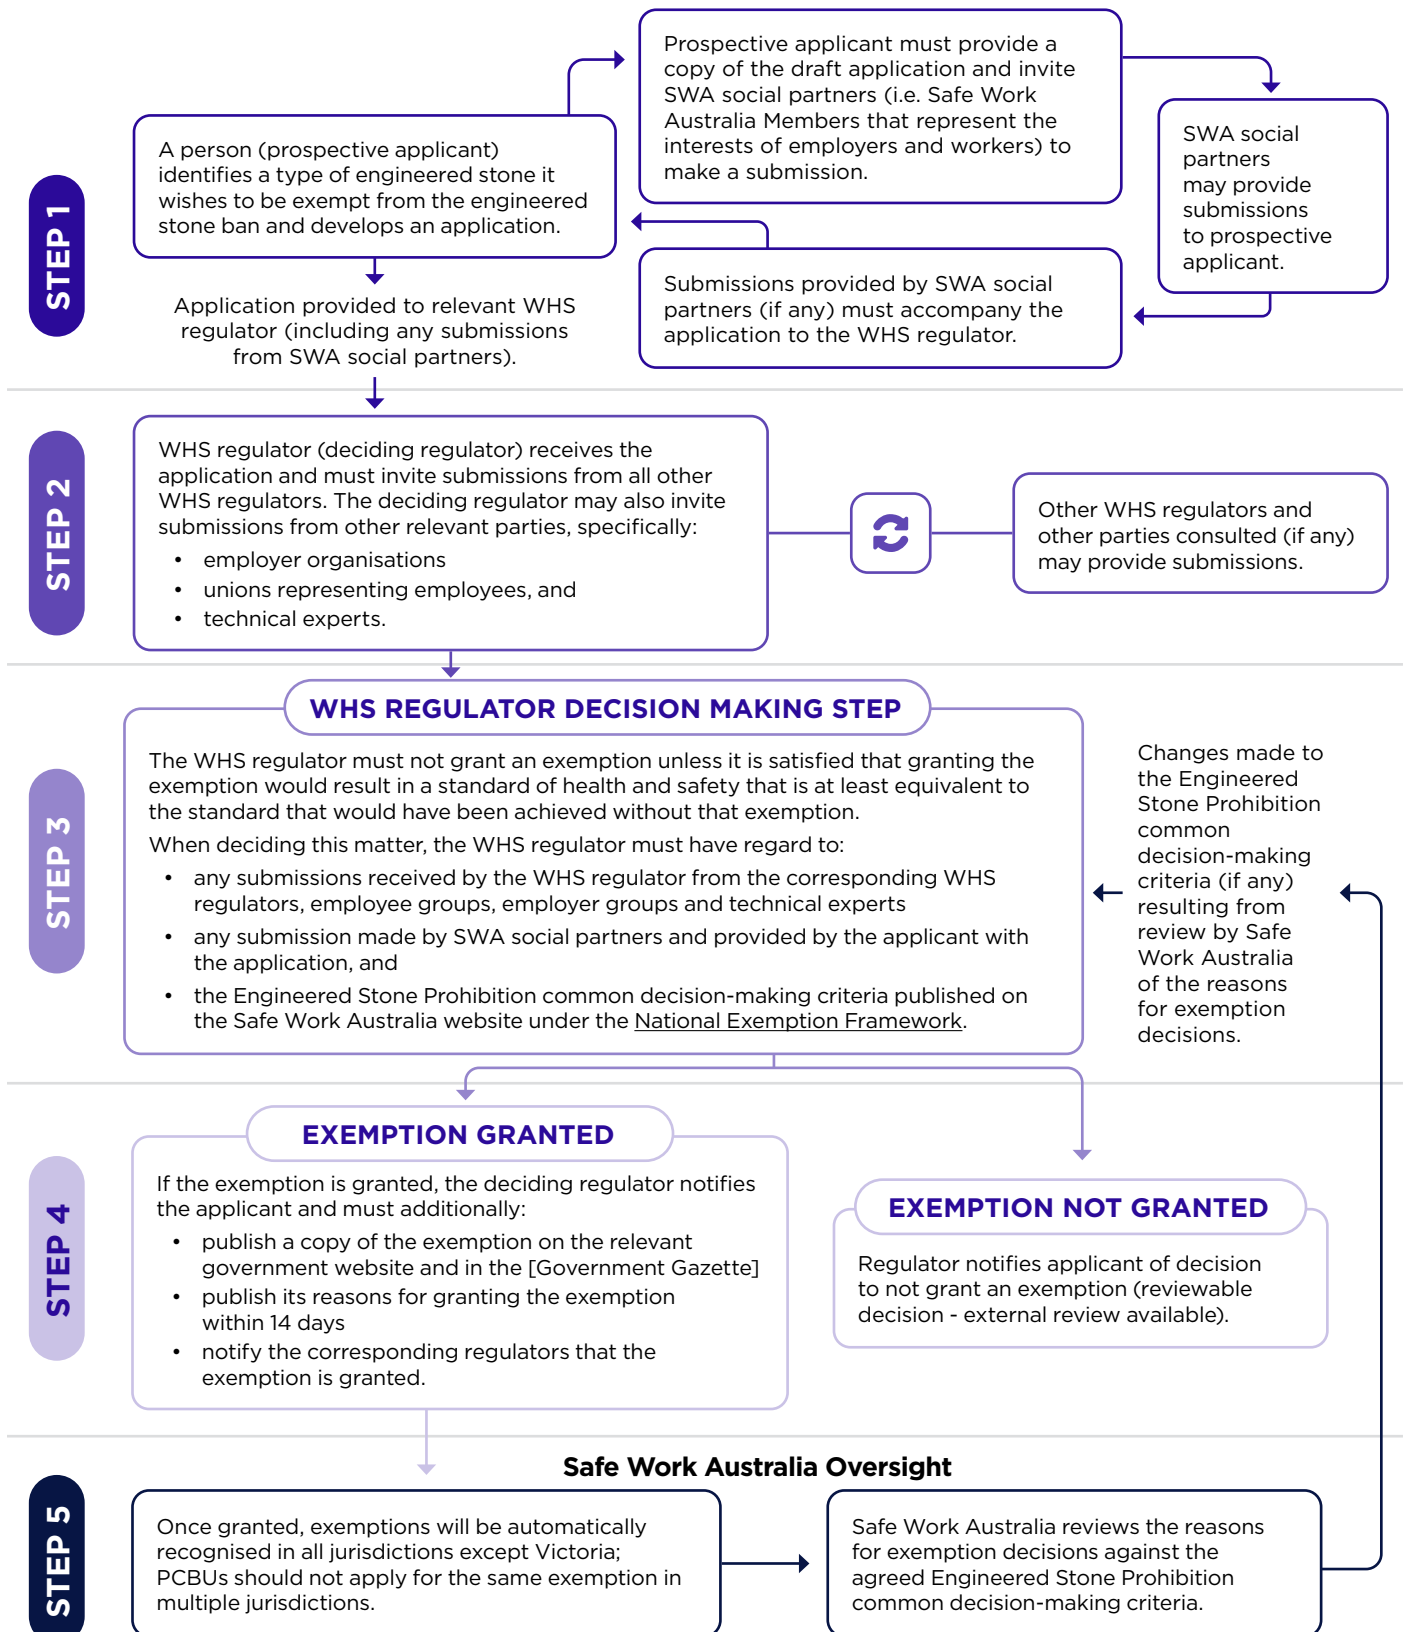 STEP 1
A person (prospective applicant)
identifies a type of engineered stone it
wishes to be exempt from the engineered
stone ban and develops an application.
Prospective applicant must provide a
copy of the draft application and invite
SWA social partners (i.e. Safe Work
Australia Members that represent the
interests of employers and workers) to
make a submission.
SWA social
partners
may provide
submissions
to prospective
applicant.
Submissions provided by SWA social
partners (if any) must accompany the
application to the WHS regulator.
Application provided to relevant WHS
regulator (including any submissions
from SWA social partners).
STEP 2
WHS regulator (deciding regulator) receives the
application and must invite submissions from all other
WHS regulators. The deciding regulator may also invite
submissions from other relevant parties, specifically:
• employer organisations
• unions representing employees, and
• technical experts.
Other WHS regulators and
other parties consulted (if any)
may provide submissions.
STEP 3
WHS REGULATOR DECISION MAKING STEP
The WHS regulator must not grant an exemption unless it is satisfied that granting the
exemption would result in a standard of health and safety that is at least equivalent to
the standard that would have been achieved without that exemption.
When deciding this matter, the WHS regulator must have regard to:
• any submissions received by the WHS regulator from the corresponding WHS
regulators, employee groups, employer groups and technical experts
• any submission made by SWA social partners and provided by the applicant with
the application, and
• the Engineered Stone Prohibition common decision-making criteria published on
the Safe Work Australia website under the National Exemption Framework.
Changes made to
the Engineered
Stone Prohibition
common
decision-making
criteria (if any)
resulting from
review by Safe
Work Australia
of the reasons
for exemption
decisions.
STEP 4
EXEMPTION GRANTED
If the exemption is granted, the deciding regulator notifies
the applicant and must additionally:
• publish a copy of the exemption on the relevant
government website and in the [Government Gazette]
• publish its reasons for granting the exemption
within 14 days
• notify the corresponding regulators that the
exemption is granted.
EXEMPTION NOT GRANTED
Regulator notifies applicant of decision
to not grant an exemption (reviewable
decision - external review available).
STEP 5
Safe Work Australia Oversight
Once granted, exemptions will be automatically
recognised in all jurisdictions except Victoria;
PCBUs should not apply for the same exemption in
multiple jurisdictions.
Safe Work Australia reviews the reasons
for exemption decisions against the
agreed Engineered Stone Prohibition
common decision-making criteria.